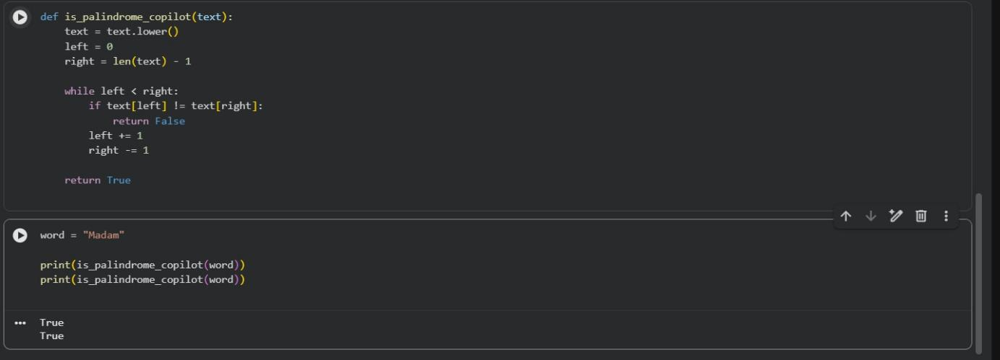 def is_palindrome_copilot(text):
    text = text.lower()
    left = 0
    right = len(text) - 1

    while left < right:
        if text[left] != text[right]:
            return False
        left += 1
        right -= 1

    return True

word = "Madam"

print(is_palindrome_copilot(word))
print(is_palindrome_copilot(word))

True
True